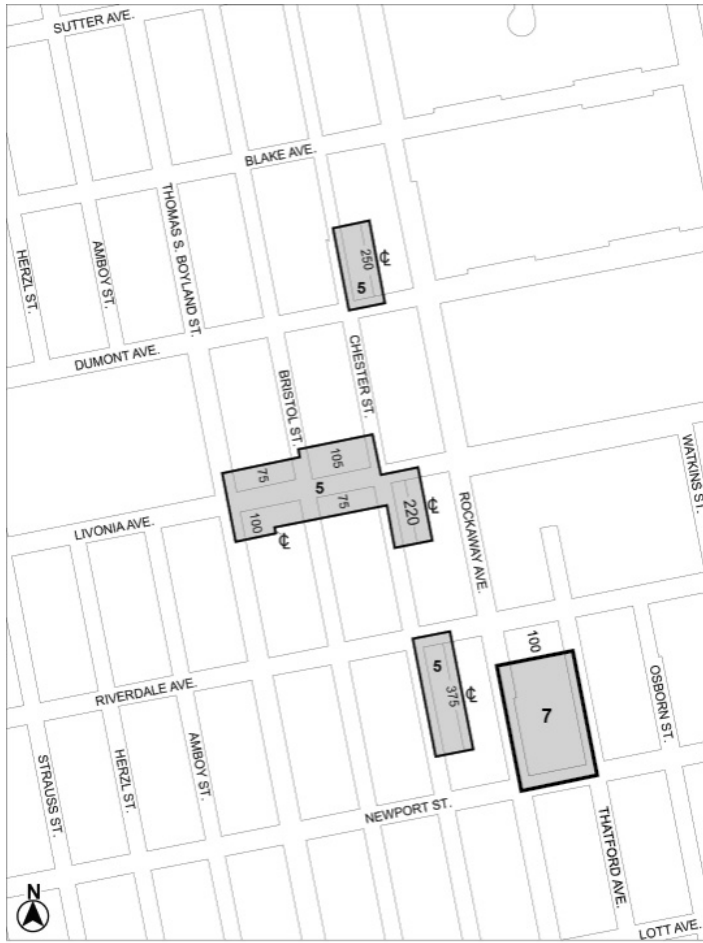 SUTTER AVE.
BLAKE AVE.
THOMAS S. BOYLAND ST.
HERZL ST.
AMBOY ST.
250
℄
5
DUMONT AVE.
CHESTER ST.
BRISTOL ST.
105
75
5
WATKINS ST.
75
100
220
℄
℄
ROCKAWAY AVE.
LIVONIA AVE.
100
5
375
℄
OSBORN ST.
RIVERDALE AVE.
7
STRAUSS ST.
HERZL ST.
AMBOY ST.
NEWPORT ST.
THATFORD AVE.
N
LOTT AVE.